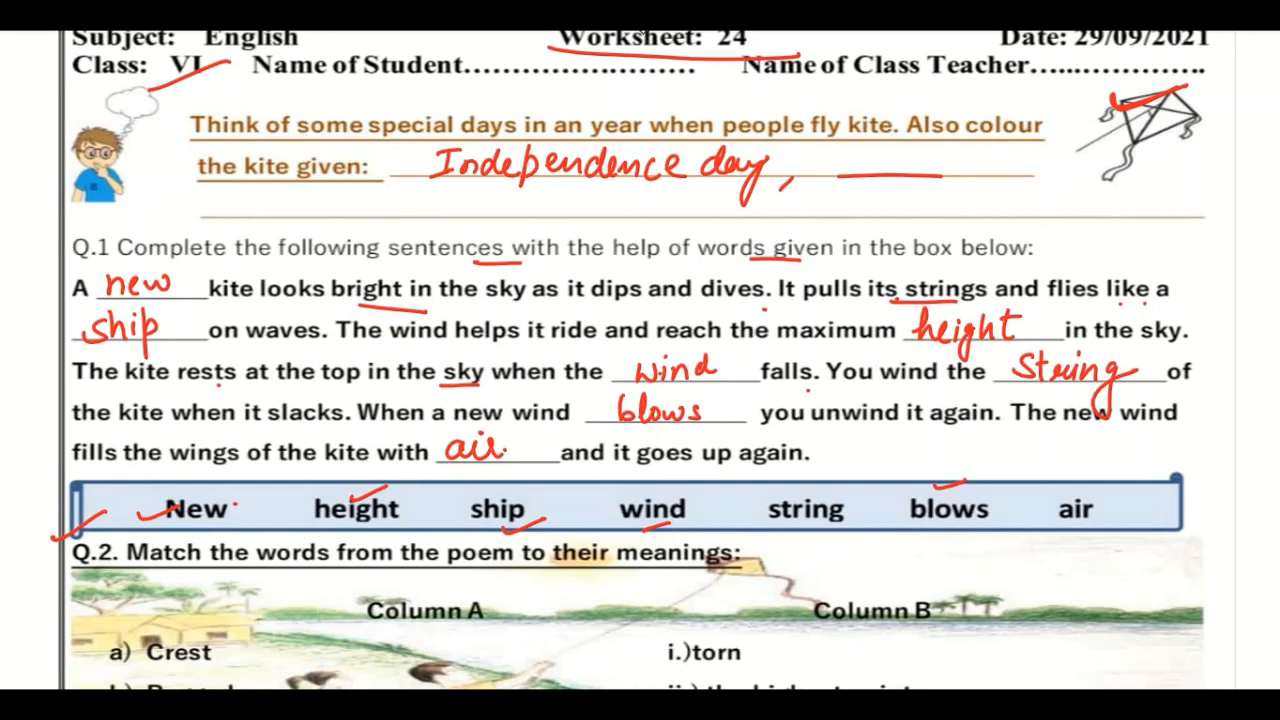 Subject: English Worksheet: 24 Date: 29/09/2021
Class: VI Name of Student.......................... Name of Class Teacher...................
Think of some special days in an year when people fly kite. Also colour
the kite given: Independence day,
Q.1 Complete the following sentences with the help of words given in the box below:
A new kite looks bright in the sky as it dips and dives. It pulls its strings and flies like a
ship on waves. The wind helps it ride and reach the maximum height in the sky.
The kite rests at the top in the sky when the wind falls. You wind the string of
the kite when it slacks. When a new wind blows you unwind it again. The new wind
fills the wings of the kite with air and it goes up again.
New height ship wind string blows air
Q.2. Match the words from the poem to their meanings:
Column A Column B
a) Crest i.)torn